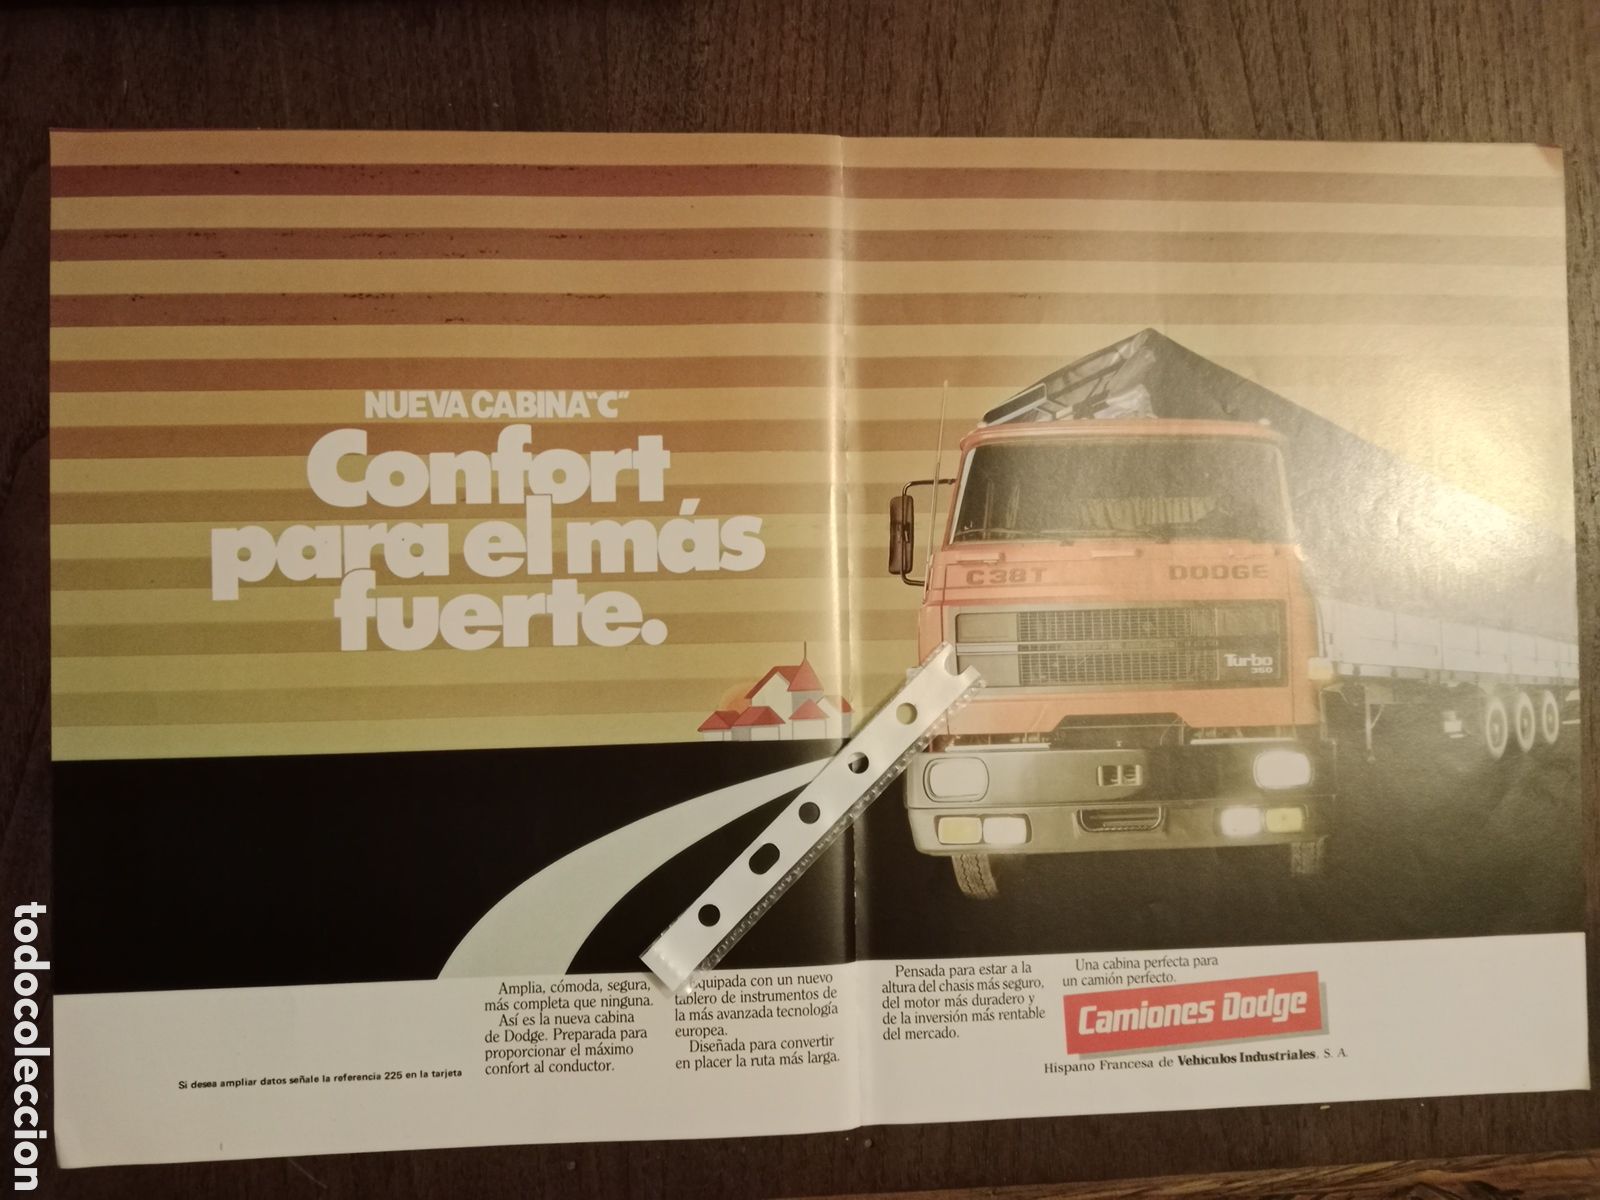 NUEVA CABINA "C"
Confort
para el más
fuerte.
C38T DODGE
Turbo
350
Amplia, cómoda, segura,
más completa que ninguna.
Así es la nueva cabina
de Dodge. Preparada para
proporcionar el máximo
confort al conductor.
Equipada con un nuevo
tablero de instrumentos de
la más avanzada tecnología
europea.
Diseñada para convertir
en placer la ruta más larga.
Pensada para estar a la
altura del chasis más seguro,
del motor más duradero y
de la inversión más rentable
del mercado.
Una cabina perfecta para
un camión perfecto.
Camiones Dodge
Hispano Francesa de Vehículos Industriales, S. A.
Si desea ampliar datos señale la referencia 225 en la tarjeta
todocoleccion